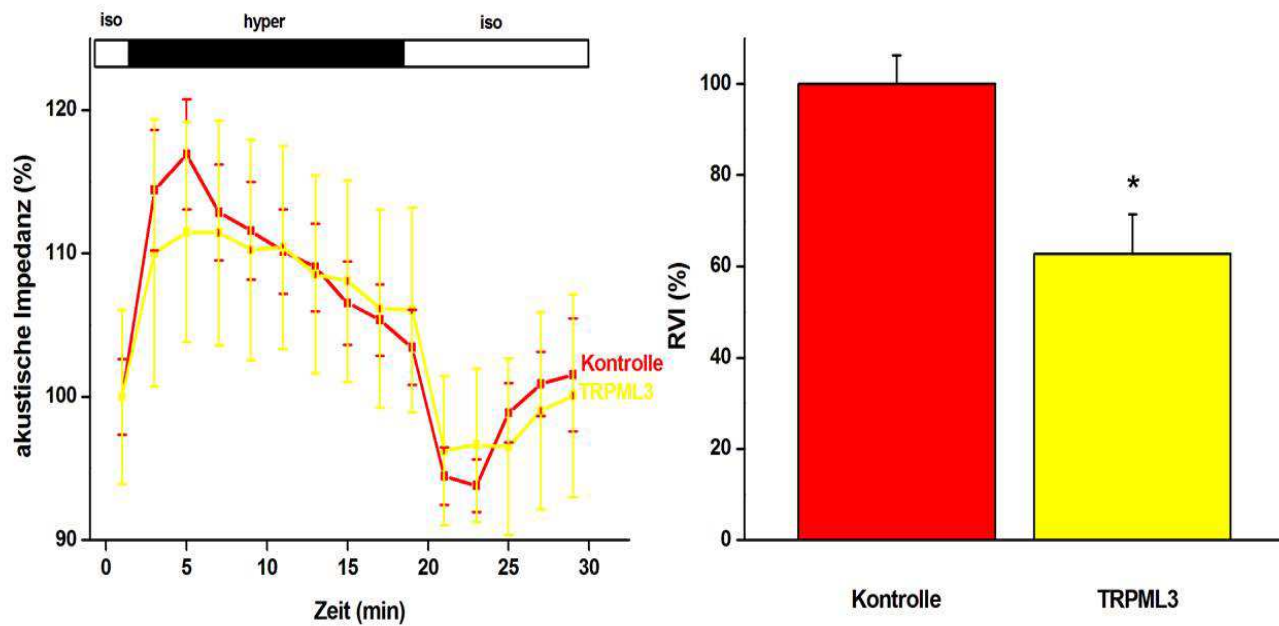 iso hyper iso
akustische Impedanz (%)
120
110
100
90
0 5 10 15 20 25 30
Zeit (min)
Kontrolle
TRPML3
RVI (%)
100
80
60
40
20
0
*
Kontrolle TRPML3